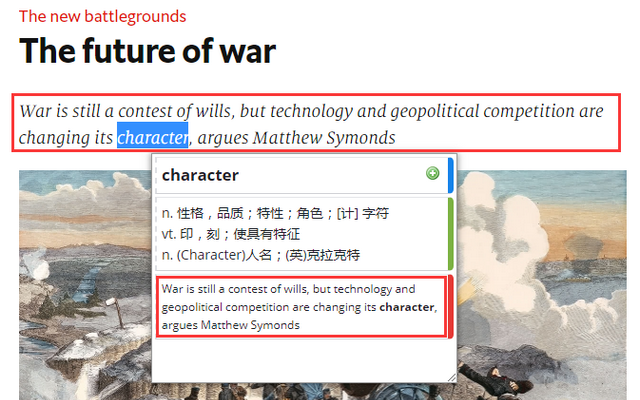 The new battlegrounds
The future of war
War is still a contest of wills, but technology and geopolitical competition are
changing its character, argues Matthew Symonds
character
n. 性格，品质；特性；角色；[计] 字符
vt. 印，刻；使具有特征
n. (Character)人名；(英)克拉克特
War is still a contest of wills, but technology and
geopolitical competition are changing its character,
argues Matthew Symonds